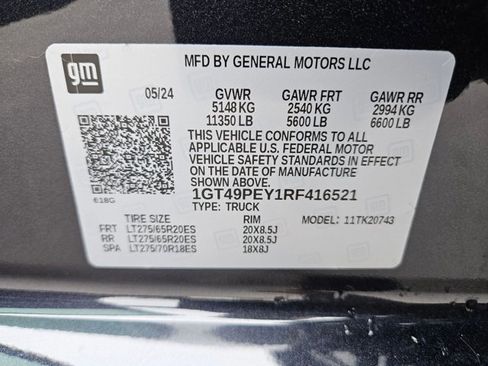 gm
MFD BY GENERAL MOTORS LLC
05/24 GVWR GAWR FRT GAWR RR
5148 KG 2540 KG 2994 KG
11350 LB 5600 LB 6600 LB
THIS VEHICLE CONFORMS TO ALL
APPLICABLE U.S. FEDERAL MOTOR
VEHICLE SAFETY STANDARDS IN EFFECT
ON THE DATE OF MANUFACTURE
SHOWN ABOVE.
618G
1GT49PEY1RF416521
TYPE: TRUCK
TIRE SIZE RIM MODEL: 11TK20743
FRT LT275/65R20ES 20X8.5J
RR LT275/65R20ES 20X8.5J
SPA LT275/70R18ES 18X8J